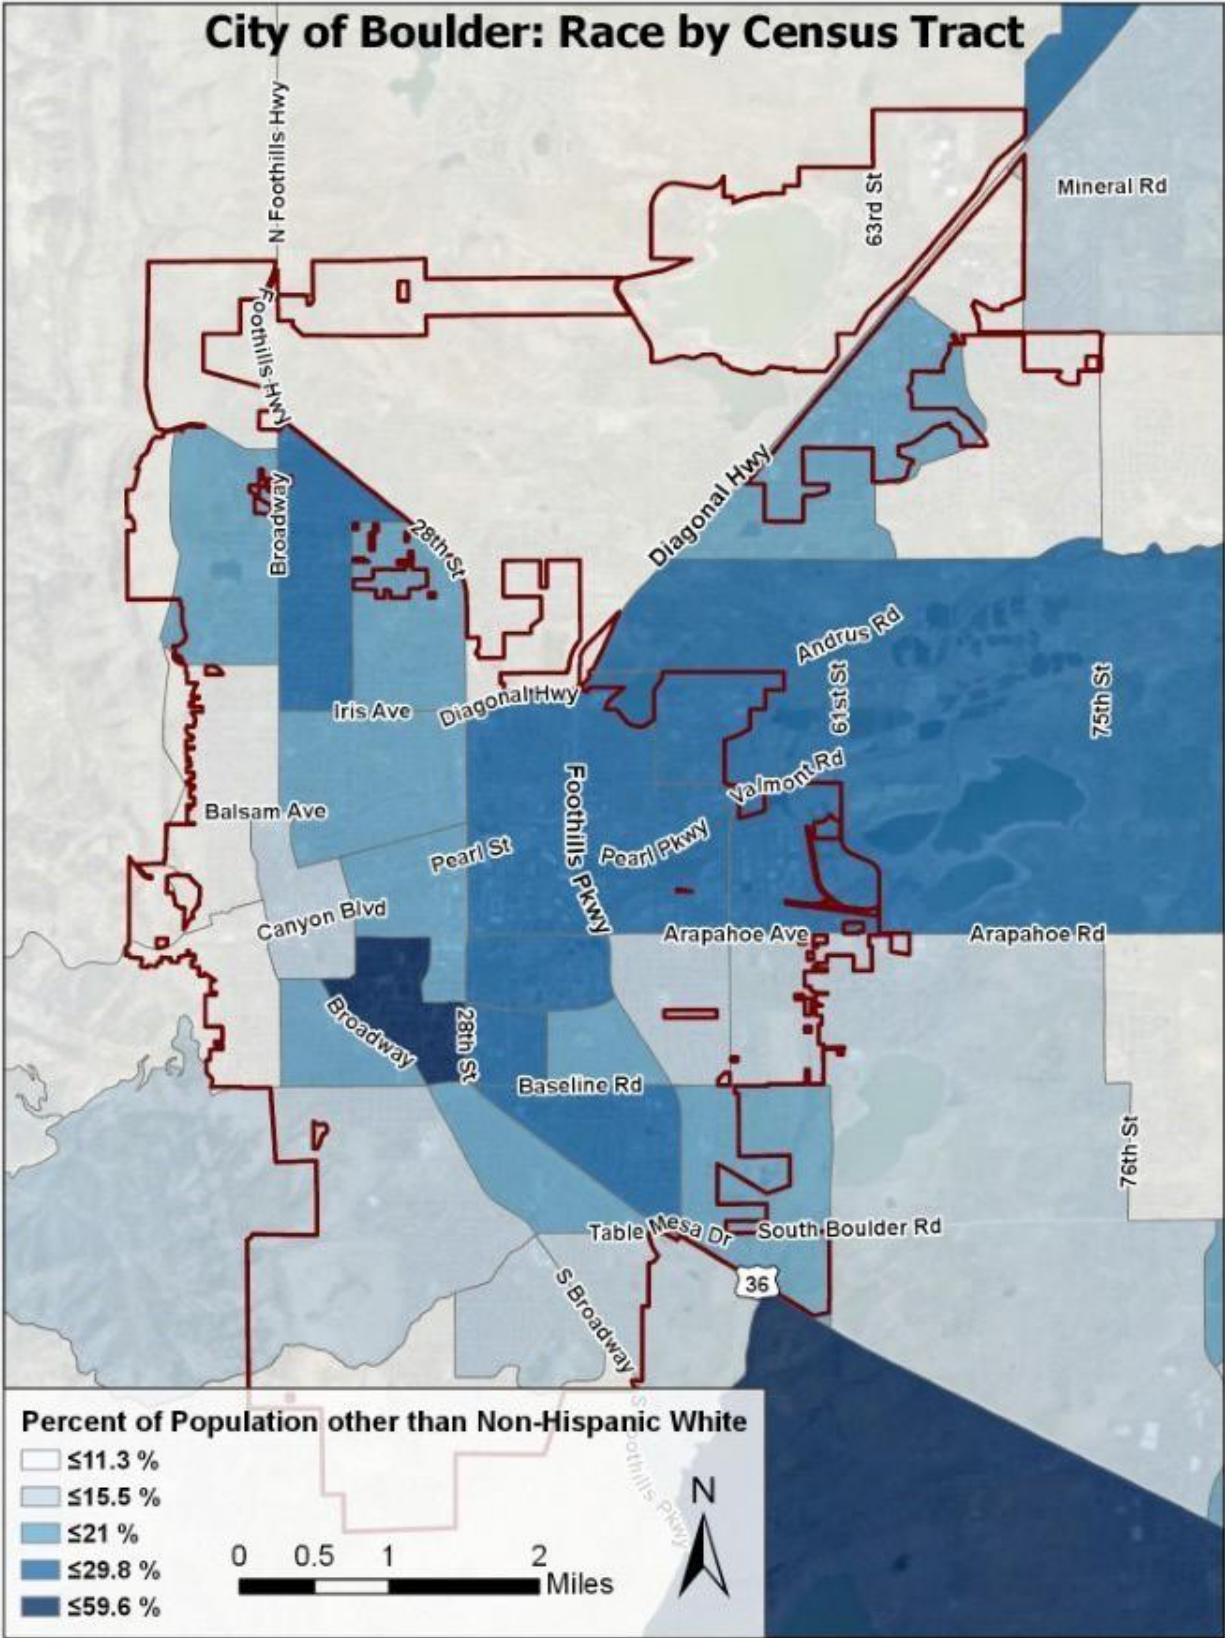 City of Boulder: Race by Census Tract
N Foothills Hwy
63rd St
Mineral Rd
Foothills Hwy
Broadway
28th St
Diagonal Hwy
Andrus Rd
61st St
75th St
Iris Ave
Diagonal Hwy
Foothills Pkwy
Valmont Rd
Balsam Ave
Pearl St
Pearl Pkwy
Canyon Blvd
Arapahoe Ave
Arapahoe Rd
Broadway
28th St
Baseline Rd
76th St
Table Mesa Dr
South Boulder Rd
36
S Broadway
S Foothills Pkwy
Percent of Population other than Non-Hispanic White
≤11.3 %
≤15.5 %
≤21 %
≤29.8 %
≤59.6 %
N
0 0.5 1 2
Miles